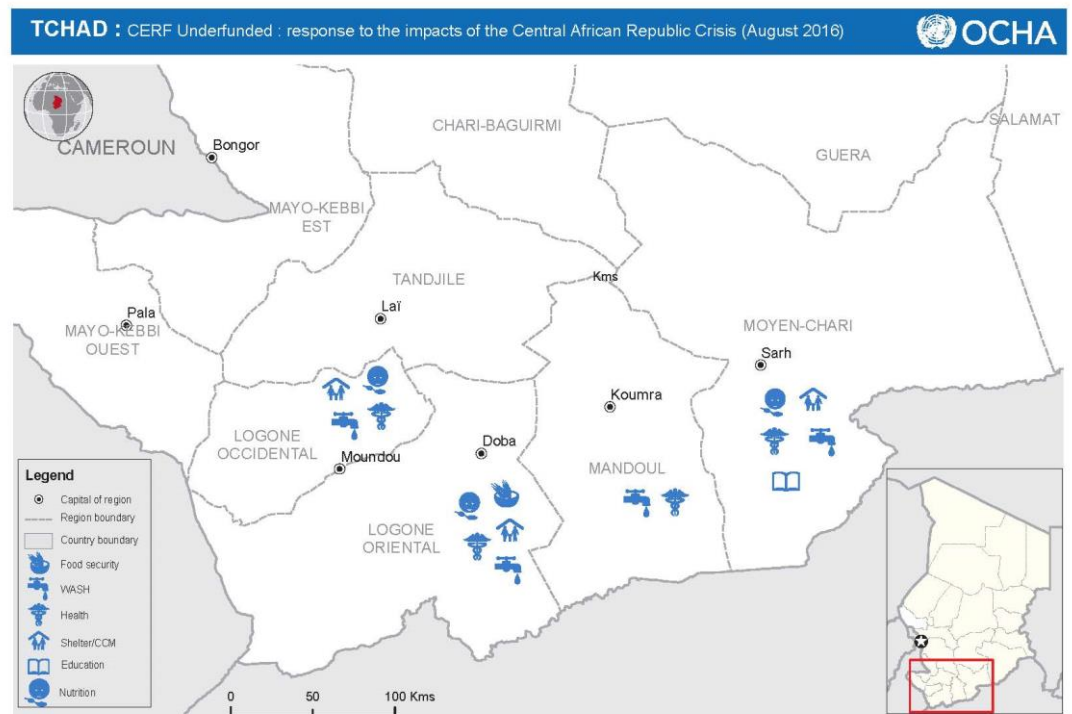 TCHAD : CERF Underfunded : response to the impacts of the Central African Republic Crisis (August 2016)
OCHA
CHARI-BAGUIRMI
SALAMAT
CAMEROUN
Bongor
GUERA
MAYO-KEBBI
EST
TANDJILE
Kms
Laï
Pala
MAYO-KEBBI
OUEST
MOYEN-CHARI
Sarh
Koumra
LOGONE
OCCIDENTAL
Moundou
Doba
MANDOUL
LOGONE
ORIENTAL
Legend
Capital of region
Region boundary
Country boundary
Food security
WASH
Health
Shelter/CCM
Education
Nutrition
0 50 100 Kms